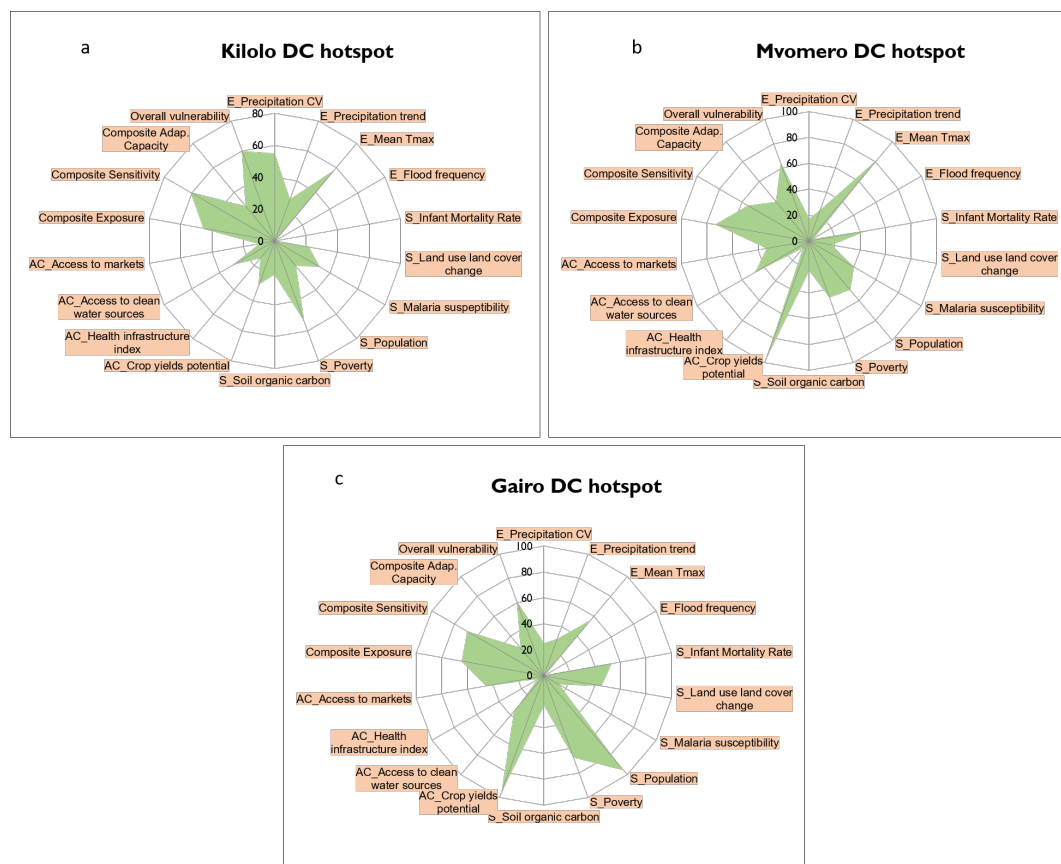 a
Kilolo DC hotspot
E_Precipitation CV
E_Precipitation trend
E_Mean Tmax
E_Flood frequency
S_Infant Mortality Rate
S_Land use land cover
change
S_Malaria suspeptibility
S_Population
S_Poverty
S_Soil organic carbon
AC_Crop yields potential
AC_Health infrastructure
index
AC_Access to clean
water sources
AC_Access to markets
Composite Exposure
Composite Sensitivity
Composite Adap.
Capacity
Overall vulnerability
80
60
40
20
0
b
Mvomero DC hotspot
E_Precipitation CV
E_Precipitation trend
E_Mean Tmax
E_Flood frequency
S_Infant Mortality Rate
S_Land use land cover
change
S_Malaria susceptibility
S_Population
S_Poverty
S_Soil organic carbon
AC_Crop yields
potential
AC_Health
infrastructure index
AC_Access to clean
water sources
AC_Access to markets
Composite Exposure
Composite Sensitivity
Composite Adap.
Capacity
Overall vulnerability
100
80
60
40
20
0
c
Gairo DC hotspot
E_Precipitation CV
E_Precipitation trend
E_Mean Tmax
E_Flood frequency
S_Infant Mortality Rate
S_Land use land cover
change
S_Malaria susceptibility
S_Population
S_Poverty
S_Soil organic carbon
AC_Crop yields
potential
AC_Access to clean
water sources
AC_Health
infrastructure index
AC_Access to markets
Composite Exposure
Composite Sensitivity
Composite Adap.
Capacity
Overall vulnerability
100
80
60
40
20
0